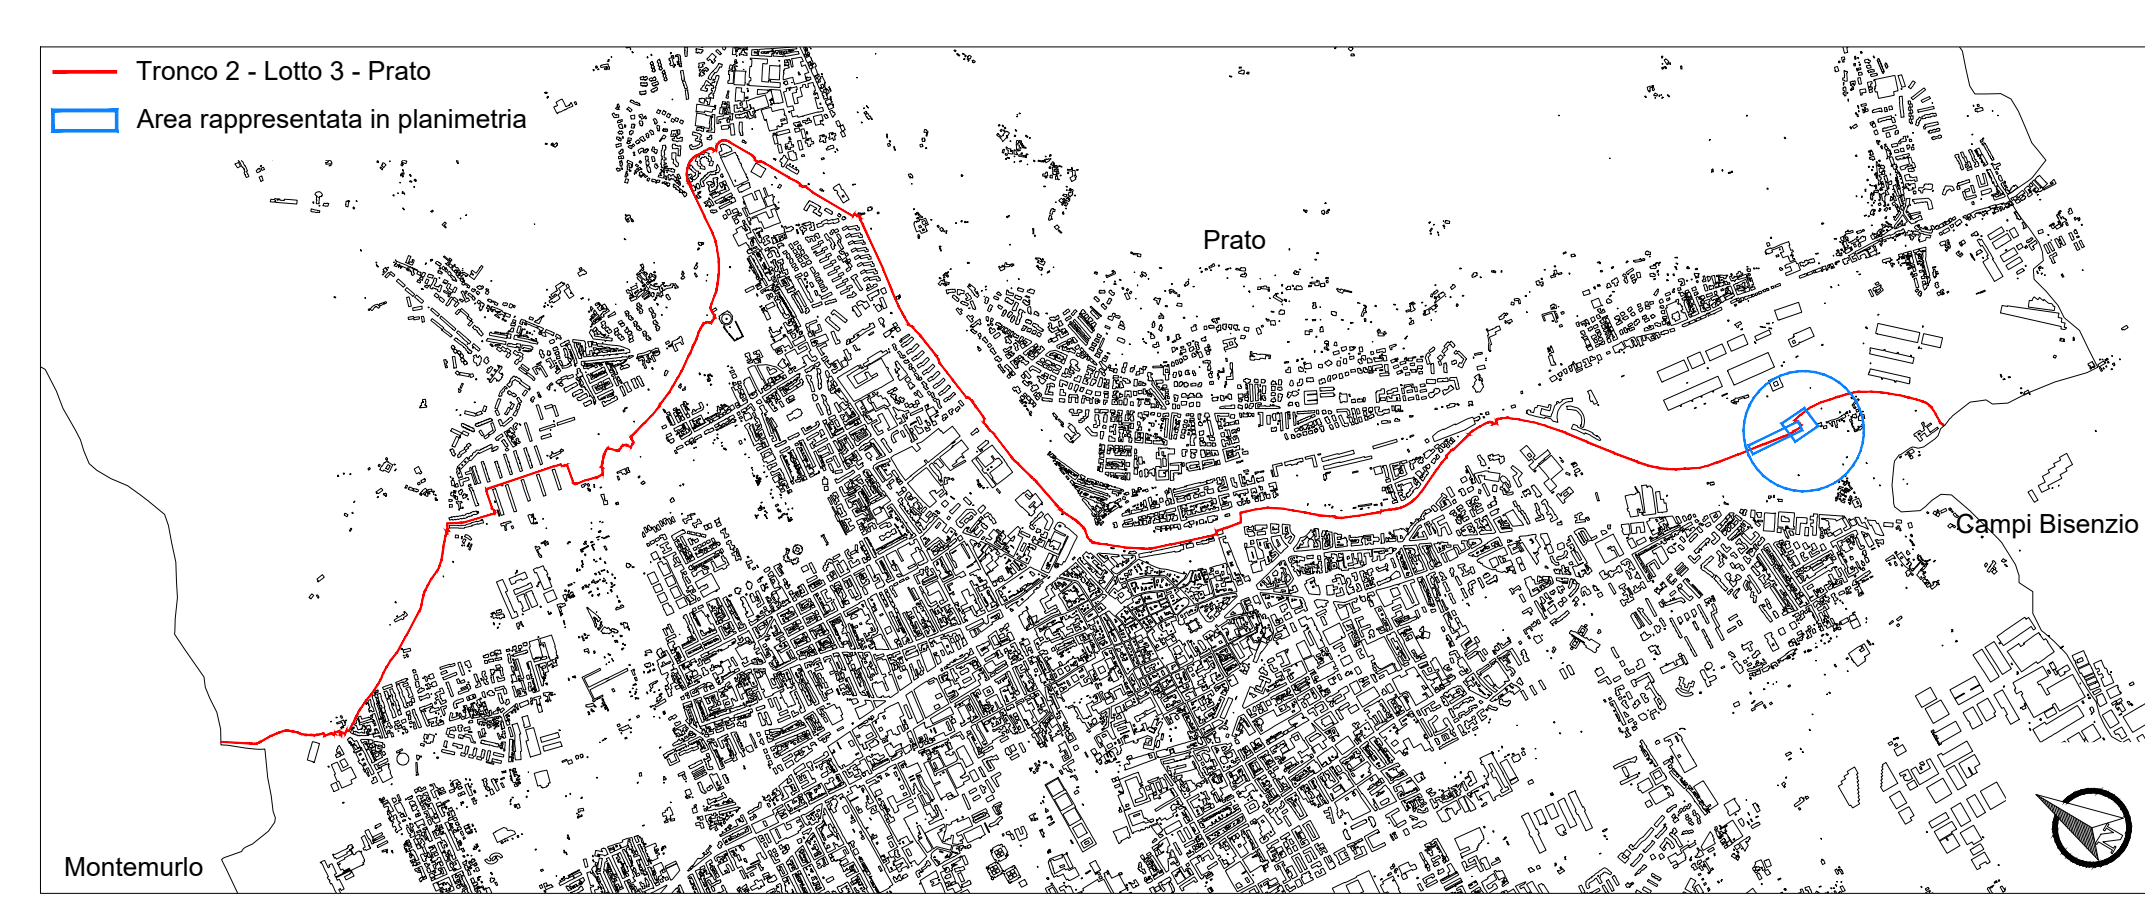 Tronco 2 - Lotto 3 - Prato
Area rappresentata in planimetria
Prato
Campi Bisenzio
Montemurlo